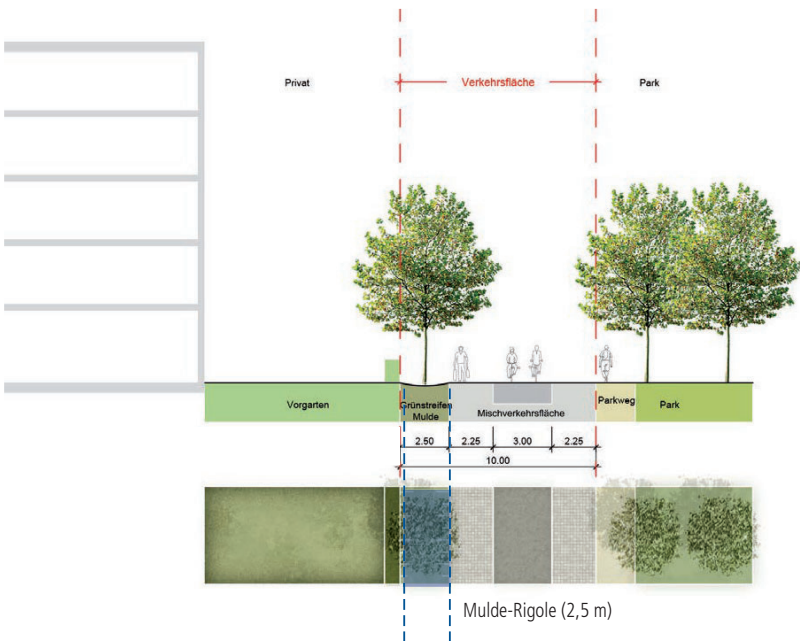 Privat
Verkehrsfläche
Park
Vorgarten
Grünstreifen
Mulde
Mischverkehrsfläche
Parkweg
Park
2.50
2.25
3.00
2.25
10.00
Mulde-Rigole (2,5 m)